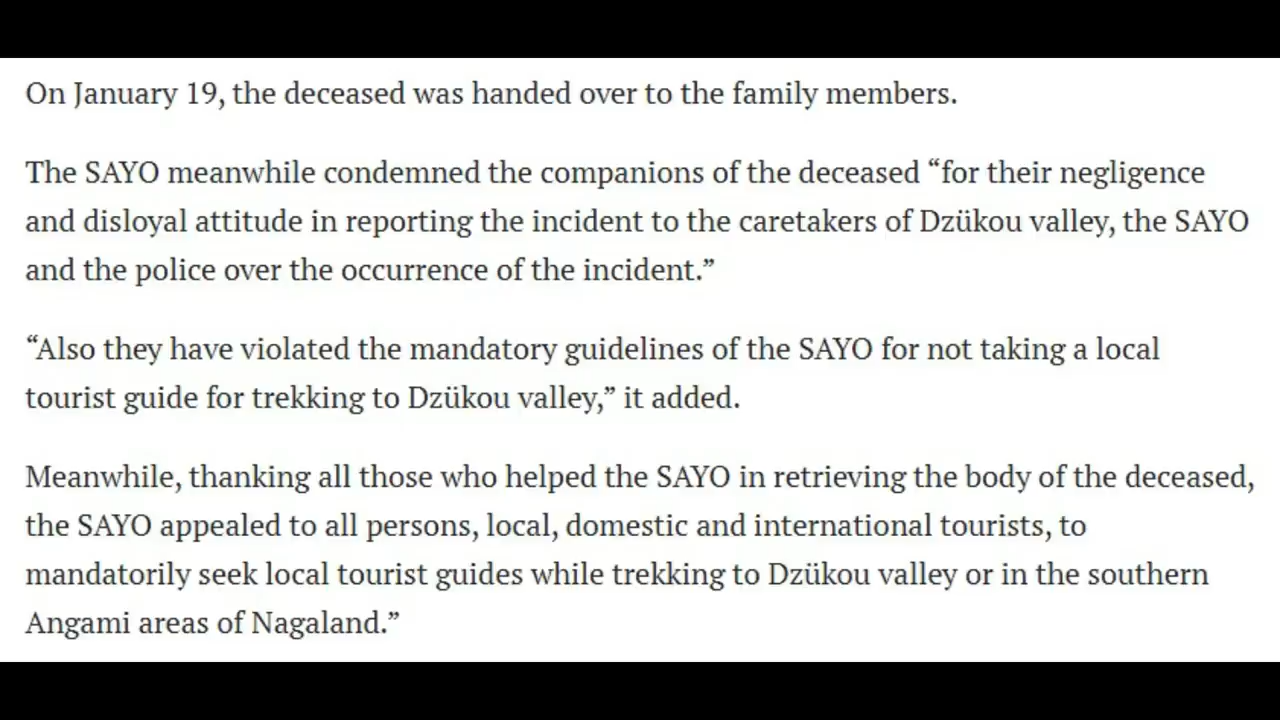 On January 19, the deceased was handed over to the family members.
The SAYO meanwhile condemned the companions of the deceased “for their negligence
and disloyal attitude in reporting the incident to the caretakers of Dzükou valley, the SAYO
and the police over the occurrence of the incident.”
“Also they have violated the mandatory guidelines of the SAYO for not taking a local
tourist guide for trekking to Dzükou valley,” it added.
Meanwhile, thanking all those who helped the SAYO in retrieving the body of the deceased,
the SAYO appealed to all persons, local, domestic and international tourists, to
mandatorily seek local tourist guides while trekking to Dzükou valley or in the southern
Angami areas of Nagaland.”